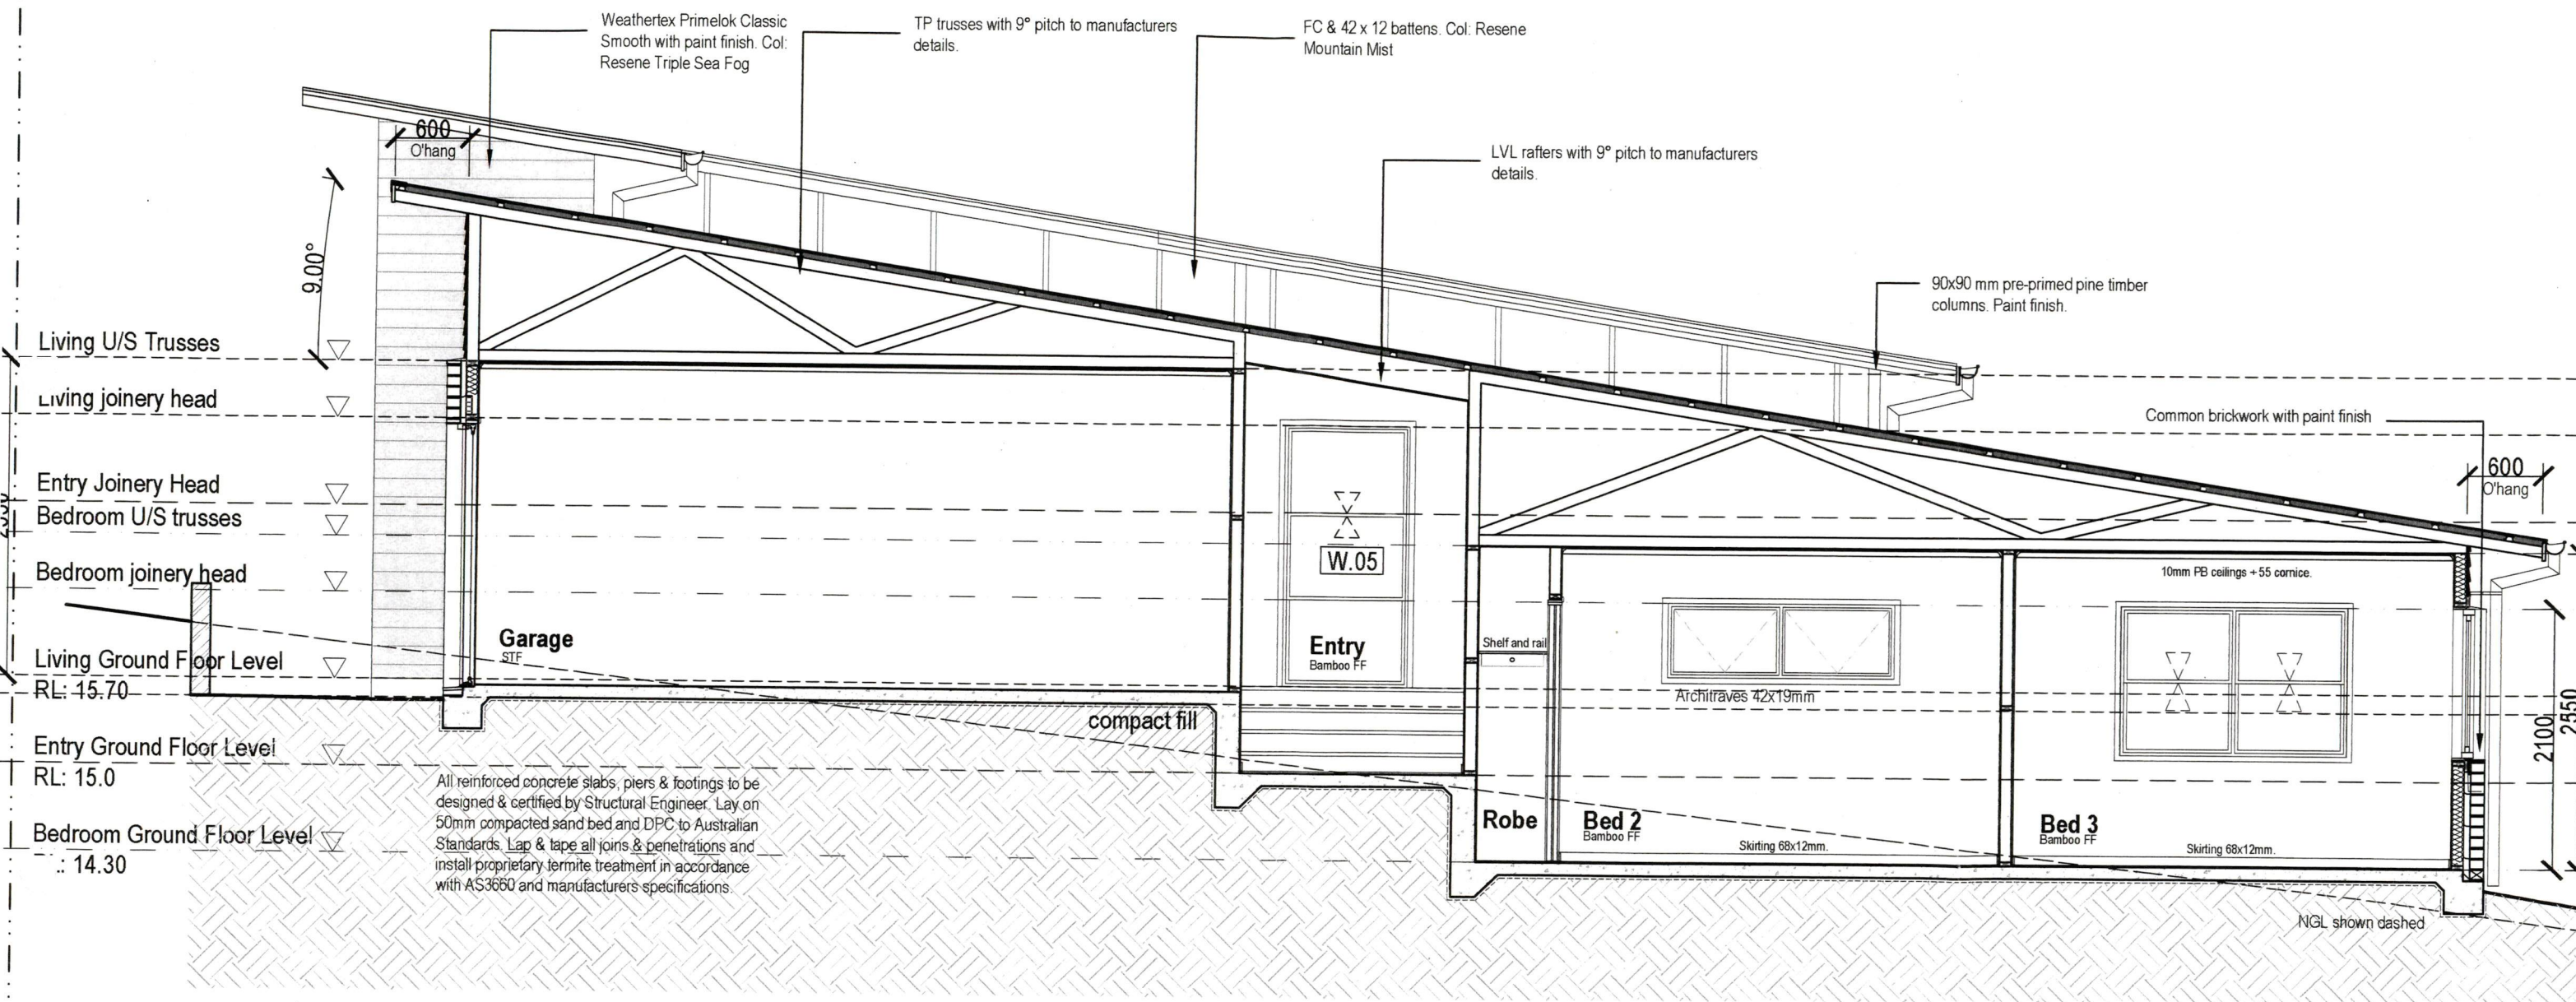 Weathertex Primelok Classic
Smooth with paint finish. Col:
Resene Triple Sea Fog
TP trusses with 9° pitch to manufacturers
details.
FC & 42 x 12 battens. Col: Resene
Mountain Mist
LVL rafters with 9° pitch to manufacturers
details.
90x90 mm pre-primed pine timber
columns. Paint finish.
Common brickwork with paint finish
600
O'hang
9.00°
600
O'hang
Living U/S Trusses
Living joinery head
Entry Joinery Head
Bedroom U/S trusses
Bedroom joinery head
Living Ground Floor Level
RL: 15.70
Entry Ground Floor Level
RL: 15.0
Bedroom Ground Floor Level
.: 14.30
Garage
STF
W.05
Entry
Bamboo FF
Shelf and rail
10mm PB ceilings + 55 cornice.
Architraves 42x19mm
compact fill
All reinforced concrete slabs, piers & footings to be
designed & certified by Structural Engineer. Lay on
50mm compacted sand bed and DPC to Australian
Standards. Lap & tape all joins & penetrations and
install proprietary termite treatment in accordance
with AS3660 and manufacturers specifications.
Robe
Bed 2
Bamboo FF
Skirting 68x12mm.
Bed 3
Bamboo FF
Skirting 68x12mm.
2100
2550
NGL shown dashed